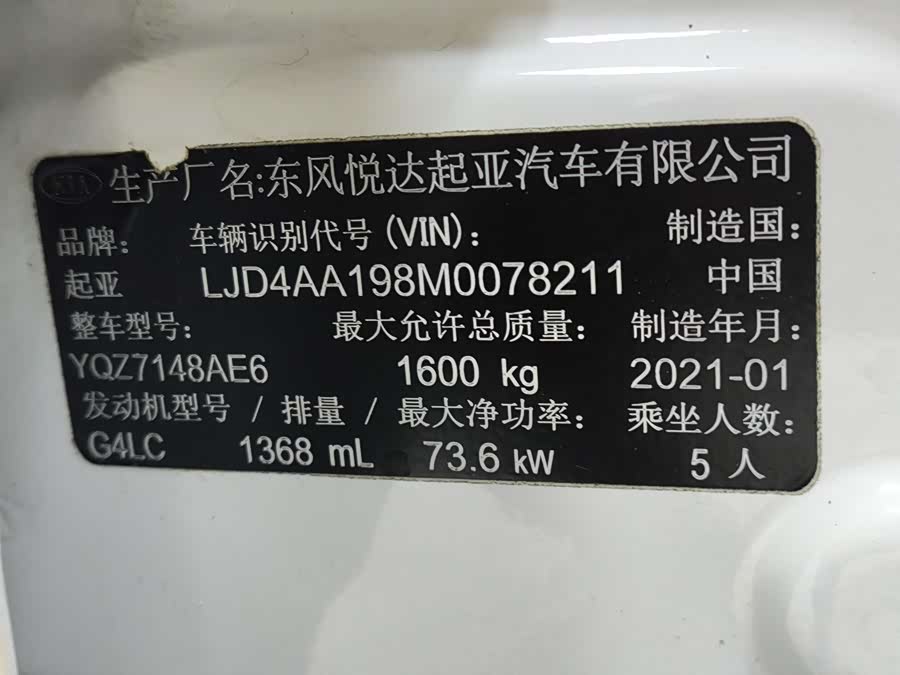 KIA 生产厂名:东风悦达起亚汽车有限公司
品牌: 车辆识别代号(VIN): 制造国:
起亚 LJD4AA198M0078211 中国
整车型号: 最大允许总质量: 制造年月:
YQZ7148AE6 1600 kg 2021-01
发动机型号 / 排量 / 最大净功率: 乘坐人数:
G4LC 1368 mL 73.6 kW 5 人